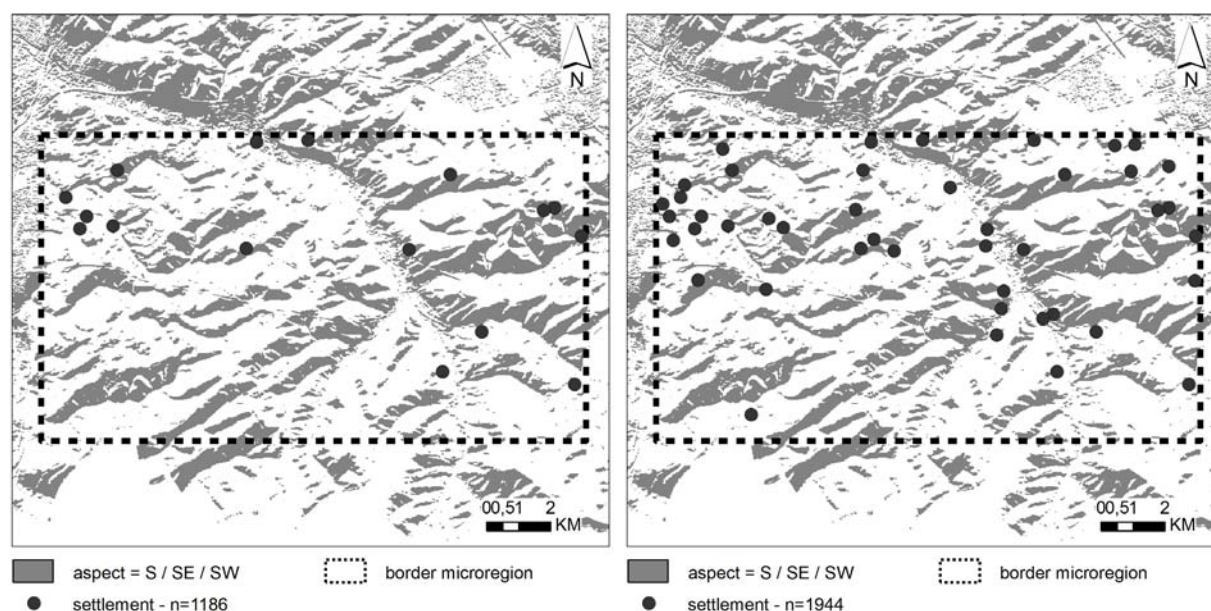 N
00,51 2
KM
aspect = S / SE / SW
border microregion
settlement - n=1186
N
00,51 2
KM
aspect = S / SE / SW
border microregion
settlement - n=1944